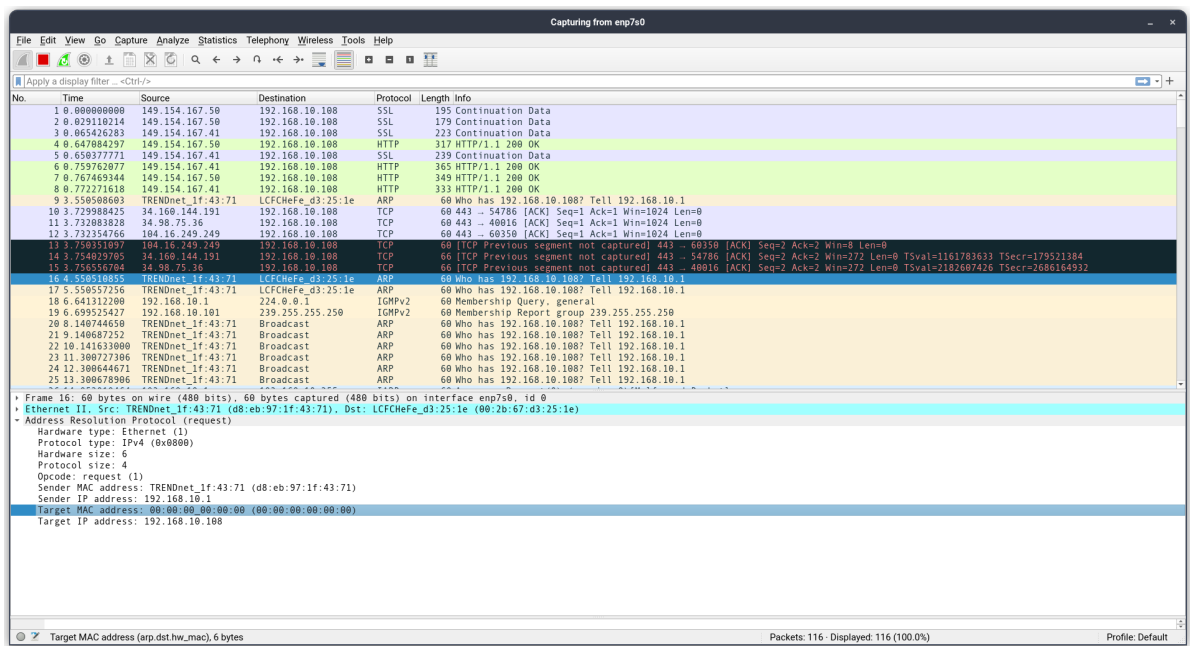 Capturing from enp7s0
File Edit View Go Capture Analyze Statistics Telephony Wireless Tools Help
Apply a display filter ... <Ctrl-/>
No. Time Source Destination Protocol Length Info
1 0.000000000 149.154.167.50 192.168.10.108 SSL 195 Continuation Data
2 0.029110214 149.154.167.50 192.168.10.108 SSL 179 Continuation Data
3 0.065426283 149.154.167.41 192.168.10.108 SSL 223 Continuation Data
4 0.647084297 149.154.167.50 192.168.10.108 HTTP 317 HTTP/1.1 200 OK
5 0.650377771 149.154.167.41 192.168.10.108 SSL 239 Continuation Data
6 0.759762077 149.154.167.41 192.168.10.108 HTTP 365 HTTP/1.1 200 OK
7 0.767469344 149.154.167.50 192.168.10.108 HTTP 349 HTTP/1.1 200 OK
8 0.772271618 149.154.167.41 192.168.10.108 HTTP 333 HTTP/1.1 200 OK
9 3.550508603 TRENDnet_1f:43:71 LCFCHeFe_d3:25:1e ARP 60 Who has 192.168.10.108? Tell 192.168.10.1
10 3.729988425 34.160.144.191 192.168.10.108 TCP 60 443 → 54786 [ACK] Seq=1 Ack=1 Win=1024 Len=0
11 3.732083828 34.98.75.36 192.168.10.108 TCP 60 443 → 40016 [ACK] Seq=1 Ack=1 Win=1024 Len=0
12 3.732354766 104.16.249.249 192.168.10.108 TCP 60 443 → 60350 [ACK] Seq=1 Ack=1 Win=1024 Len=0
13 3.750351097 104.16.249.249 192.168.10.108 TCP 60 [TCP Previous segment not captured] 443 → 60350 [ACK] Seq=2 Ack=2 Win=8 Len=0
14 3.754029705 34.160.144.191 192.168.10.108 TCP 66 [TCP Previous segment not captured] 443 → 54786 [ACK] Seq=2 Ack=2 Win=272 Len=0 TSval=1161783633 TSecr=179521384
15 3.756556704 34.98.75.36 192.168.10.108 TCP 66 [TCP Previous segment not captured] 443 → 40016 [ACK] Seq=2 Ack=2 Win=272 Len=0 TSval=2182607426 TSecr=2686164932
16 4.550510855 TRENDnet_1f:43:71 LCFCHeFe_d3:25:1e ARP 60 Who has 192.168.10.108? Tell 192.168.10.1
17 5.550557256 TRENDnet_1f:43:71 LCFCHeFe_d3:25:1e ARP 60 Who has 192.168.10.108? Tell 192.168.10.1
18 6.641312200 192.168.10.1 224.0.0.1 IGMPv2 60 Membership Query, general
19 6.699525427 192.168.10.101 239.255.255.250 IGMPv2 60 Membership Report group 239.255.255.250
20 8.140744650 TRENDnet_1f:43:71 Broadcast ARP 60 Who has 192.168.10.108? Tell 192.168.10.1
21 9.140687252 TRENDnet_1f:43:71 Broadcast ARP 60 Who has 192.168.10.108? Tell 192.168.10.1
22 10.141633000 TRENDnet_1f:43:71 Broadcast ARP 60 Who has 192.168.10.108? Tell 192.168.10.1
23 11.300727306 TRENDnet_1f:43:71 Broadcast ARP 60 Who has 192.168.10.108? Tell 192.168.10.1
24 12.300644671 TRENDnet_1f:43:71 Broadcast ARP 60 Who has 192.168.10.108? Tell 192.168.10.1
25 13.300678906 TRENDnet_1f:43:71 Broadcast ARP 60 Who has 192.168.10.108? Tell 192.168.10.1
Frame 16: 60 bytes on wire (480 bits), 60 bytes captured (480 bits) on interface enp7s0, id 0
Ethernet II, Src: TRENDnet_1f:43:71 (d8:eb:97:1f:43:71), Dst: LCFCHeFe_d3:25:1e (00:2b:67:d3:25:1e)
Address Resolution Protocol (request)
Hardware type: Ethernet (1)
Protocol type: IPv4 (0x0800)
Hardware size: 6
Protocol size: 4
Opcode: request (1)
Sender MAC address: TRENDnet_1f:43:71 (d8:eb:97:1f:43:71)
Sender IP address: 192.168.10.1
Target MAC address: 00:00:00_00:00:00 (00:00:00:00:00:00)
Target IP address: 192.168.10.108
Target MAC address (arp.dst.hw_mac), 6 bytes Packets: 116 · Displayed: 116 (100.0%) Profile: Default